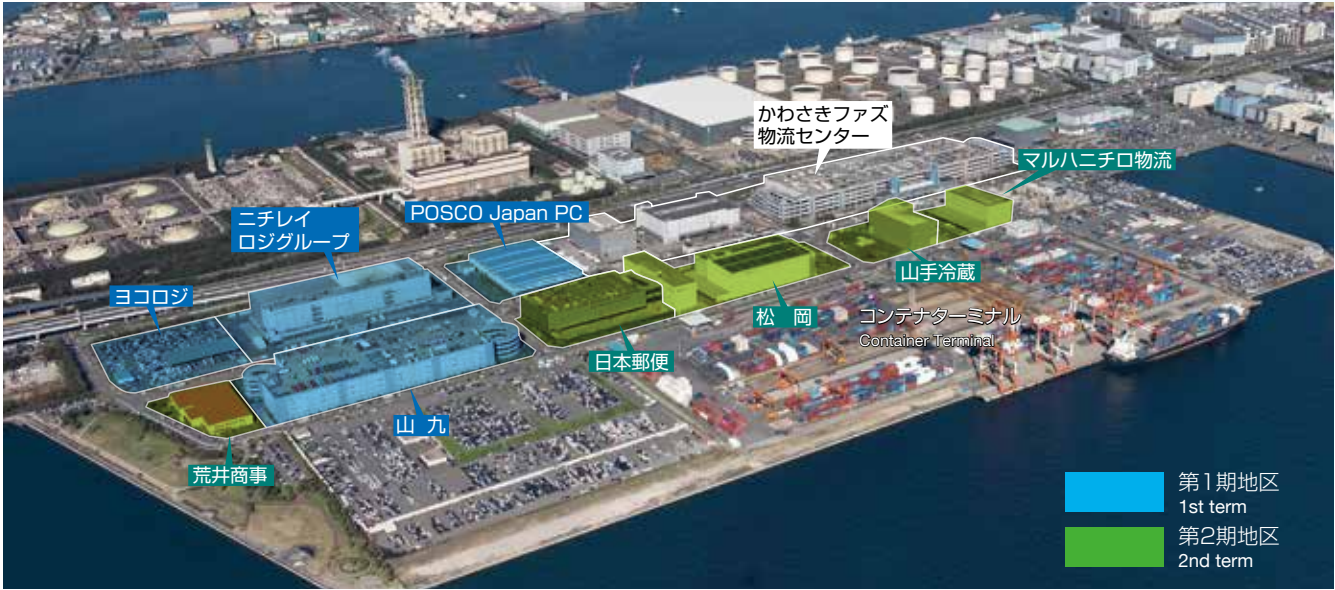 かわさきファズ
物流センター
マルハニチロ物流
POSCO Japan PC
ニチレイ
ロジグループ
山手冷蔵
ヨコロジ
松 岡
コンテナターミナル
Container Terminal
日本郵便
山 九
荒井商事
第1期地区
1st term
第2期地区
2nd term